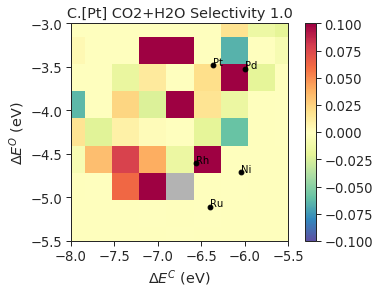 C.[Pt] CO2+H2O Selectivity 1.0
−3.0
−3.5
−4.0
−4.5
−5.0
−5.5
ΔE^O (eV)
Pt
Pd
Rh
Ni
Ru
−8.0 −7.5 −7.0 −6.5 −6.0 −5.5
ΔE^C (eV)
0.100
0.075
0.050
0.025
0.000
−0.025
−0.050
−0.075
−0.100